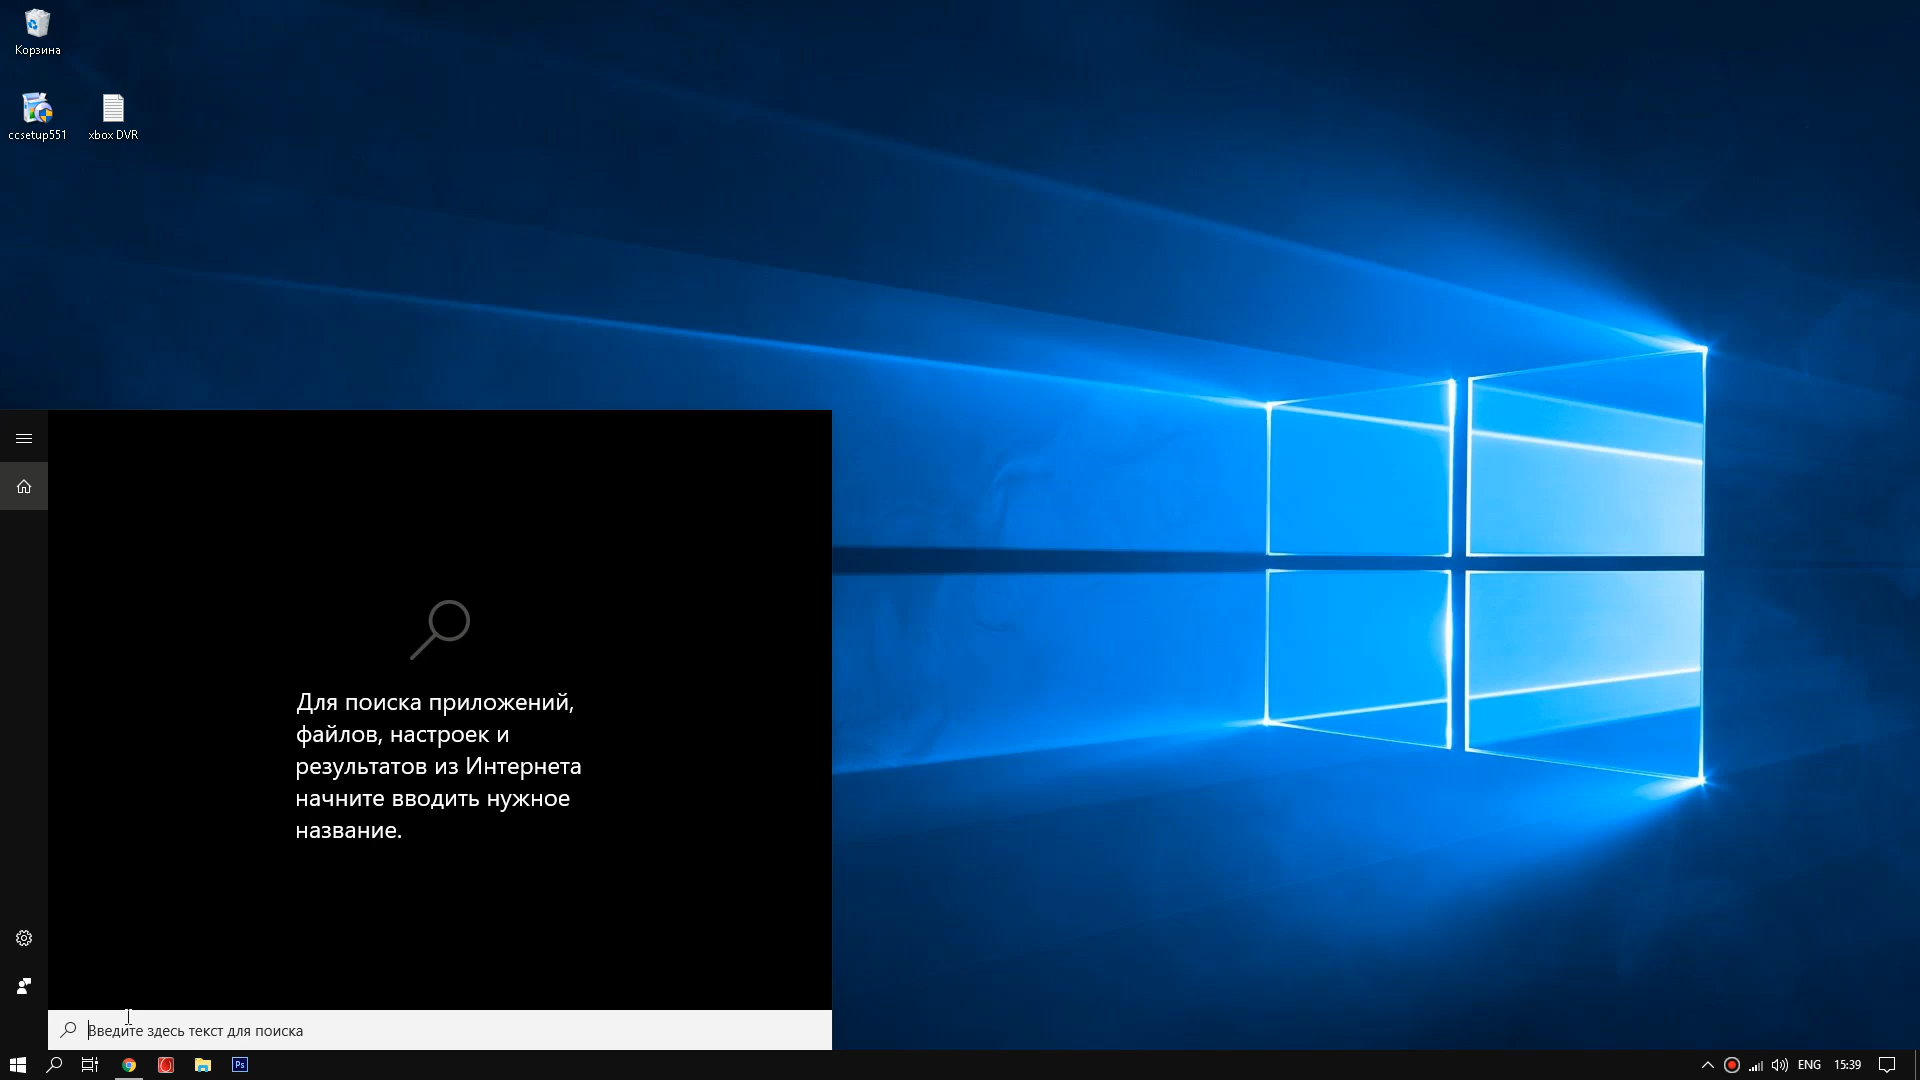 Корзина
ccsetup551
xbox DVR
Для поиска приложений,
файлов, настроек и
результатов из Интернета
начните вводить нужное
название.
Введите здесь текст для поиска
Ps
ENG
15:39